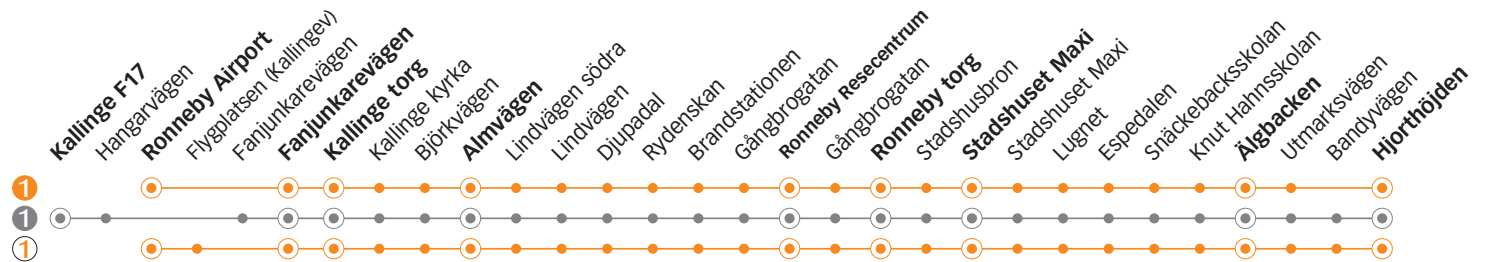 Kallinge F17
Hangarvägen
Ronneby Airport
Flygplatsen (Kallingev)
Fanjunkarevägen
Fanjunkarevägen
Kallinge torg
Kallinge kyrka
Björkvägen
Almvägen
Lindvägen södra
Lindvägen
Djupadal
Rydenskan
Brandstationen
Gångbrogatan
Ronneby Resecentrum
Gångbrogatan
Ronneby torg
Stadshusbron
Stadshuset Maxi
Stadshuset Maxi
Lugnet
Espedalen
Snäckebacksskolan
Knut Hahnsskolan
Älgbacken
Utmarksvägen
Bandyvägen
Hjorthöjden
1
1
1